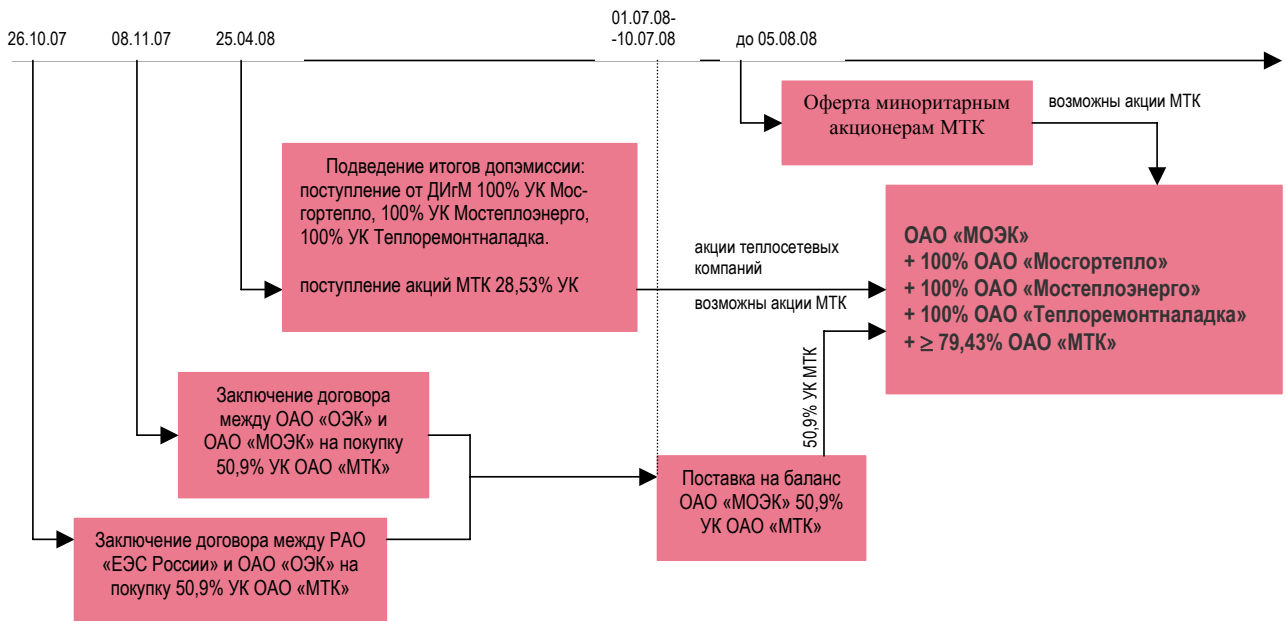 26.10.07
08.11.07
25.04.08
01.07.08-
-10.07.08
до 05.08.08
Оферта миноритарным
акционерам МТК
возможны акции МТК
Подведение итогов допэмиссии:
поступление от ДИгМ 100% УК Мос-
гортепло, 100% УК Мостеплоэнерго,
100% УК Теплоремонтналадка.
поступление акций МТК 28,53% УК
акции теплосетевых
компаний
возможны акции МТК
ОАО «МОЭК»
+ 100% ОАО «Мосгортепло»
+ 100% ОАО «Мостеплоэнерго»
+ 100% ОАО «Теплоремонтналадка»
+ ≥ 79,43% ОАО «МТК»
50,9% УК МТК
Заключение договора
между ОАО «ОЭК» и
ОАО «МОЭК» на покупку
50,9% УК ОАО «МТК»
Поставка на баланс
ОАО «МОЭК» 50,9%
УК ОАО «МТК»
Заключение договора между РАО
«ЕЭС России» и ОАО «ОЭК» на
покупку 50,9% УК ОАО «МТК»